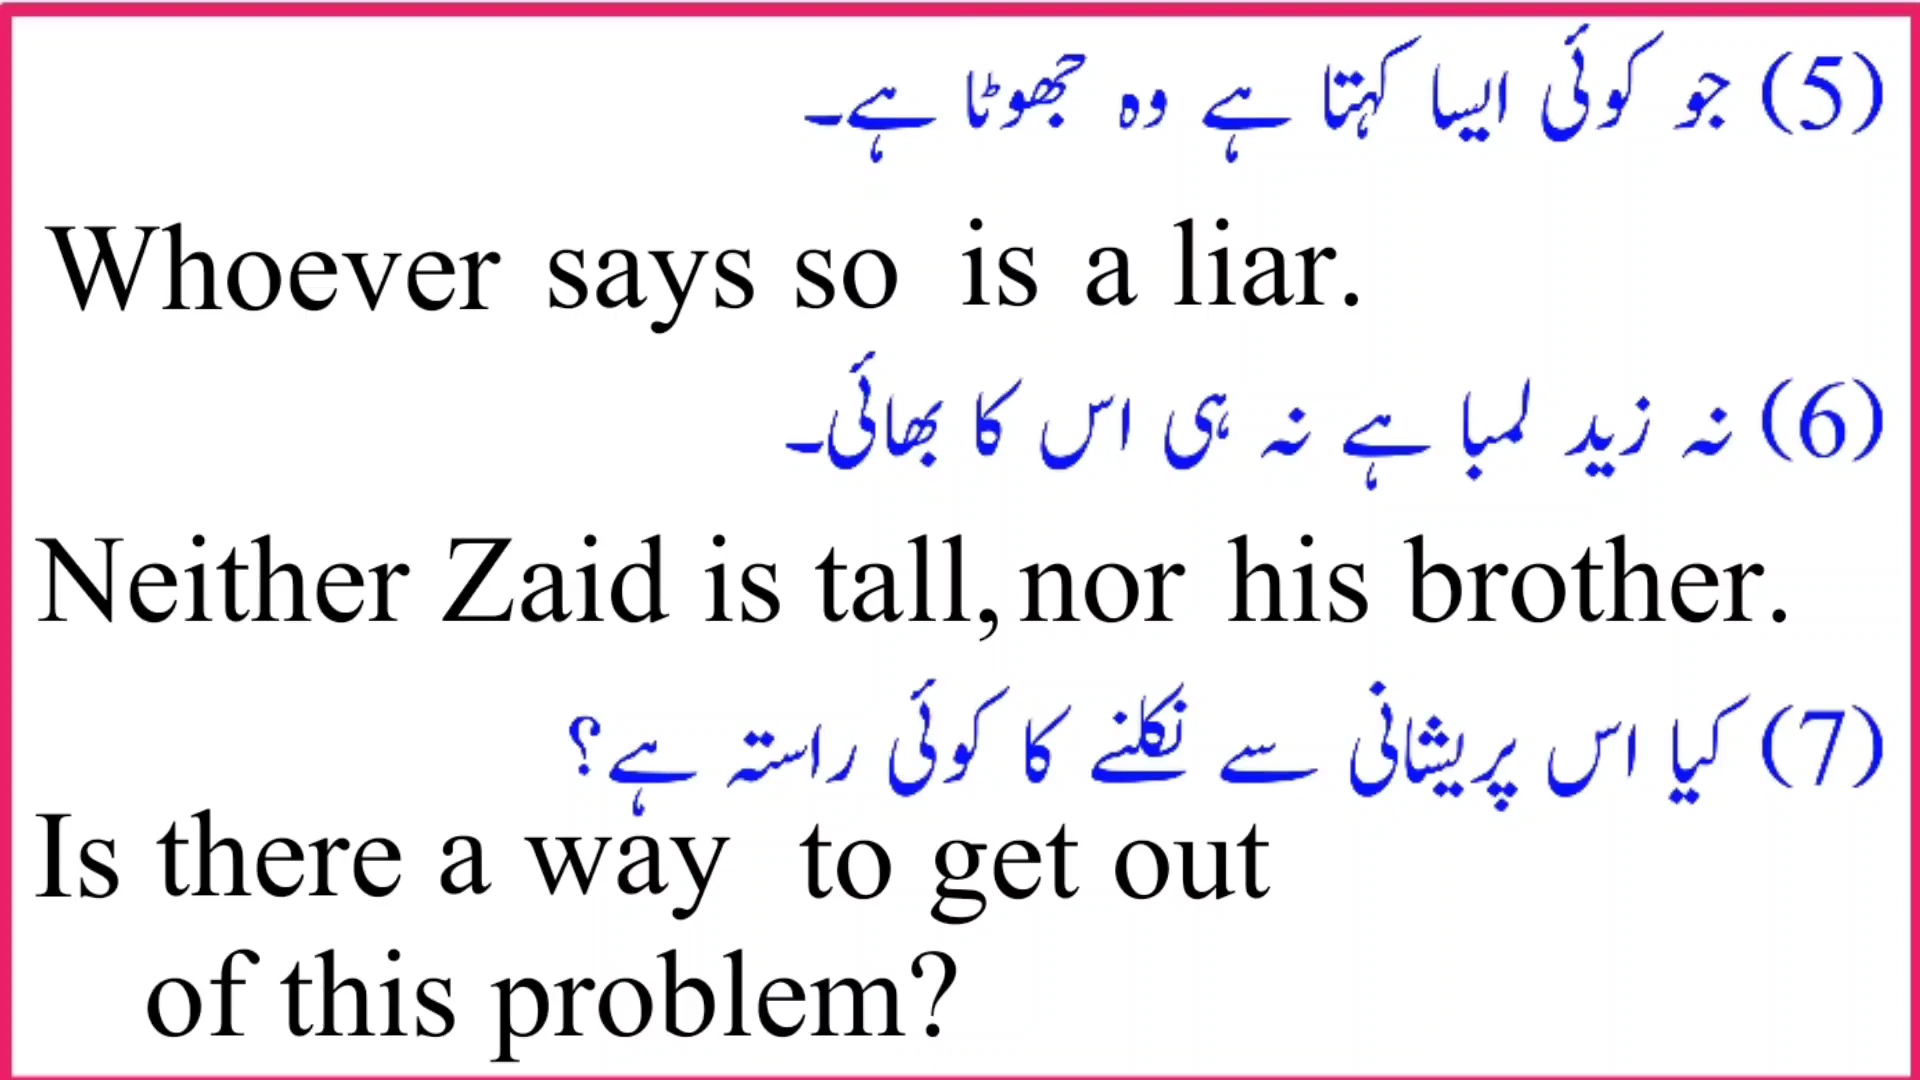 (5) جو کوئی ایسا کہتا ہے وہ جھوٹا ہے۔
Whoever says so is a liar.
(6) نہ زید لمبا ہے نہ ہی اس کا بھائی۔
Neither Zaid is tall, nor his brother.
(7) کیا اس پریشانی سے نکلنے کا کوئی راستہ ہے؟
Is there a way to get out
of this problem?